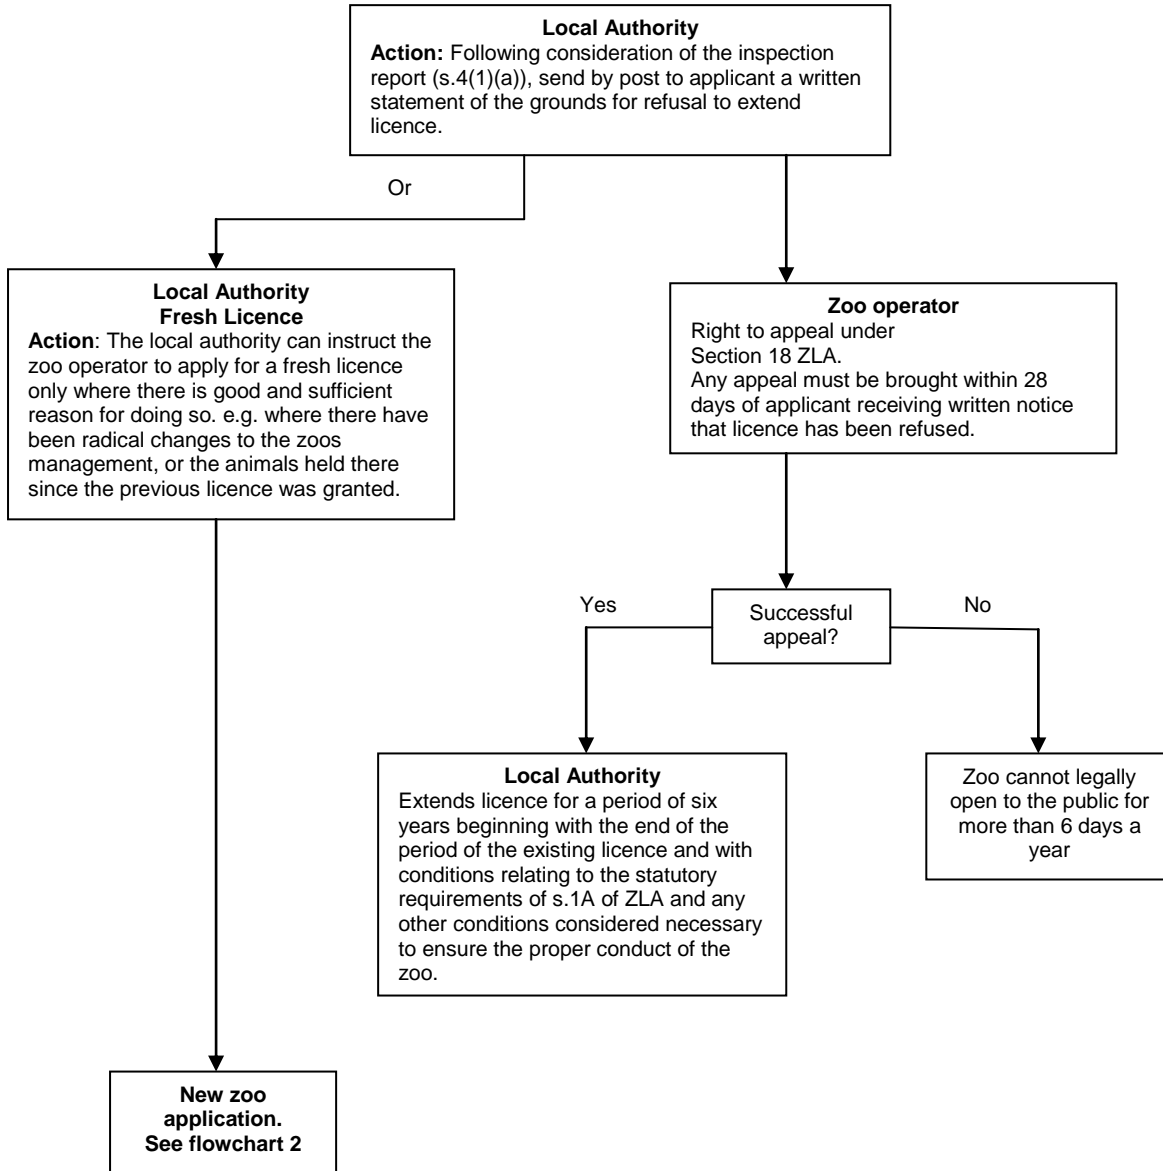 Local Authority
Action: Following consideration of the inspection
report (s.4(1)(a)), send by post to applicant a written
statement of the grounds for refusal to extend
licence.
Or
Local Authority
Fresh Licence
Action: The local authority can instruct the
zoo operator to apply for a fresh licence
only where there is good and sufficient
reason for doing so. e.g. where there have
been radical changes to the zoos
management, or the animals held there
since the previous licence was granted.
Zoo operator
Right to appeal under
Section 18 ZLA.
Any appeal must be brought within 28
days of applicant receiving written notice
that licence has been refused.
Yes
Successful
appeal?
No
Local Authority
Extends licence for a period of six
years beginning with the end of the
period of the existing licence and with
conditions relating to the statutory
requirements of s.1A of ZLA and any
other conditions considered necessary
to ensure the proper conduct of the
zoo.
Zoo cannot legally
open to the public for
more than 6 days a
year
New zoo
application.
See flowchart 2